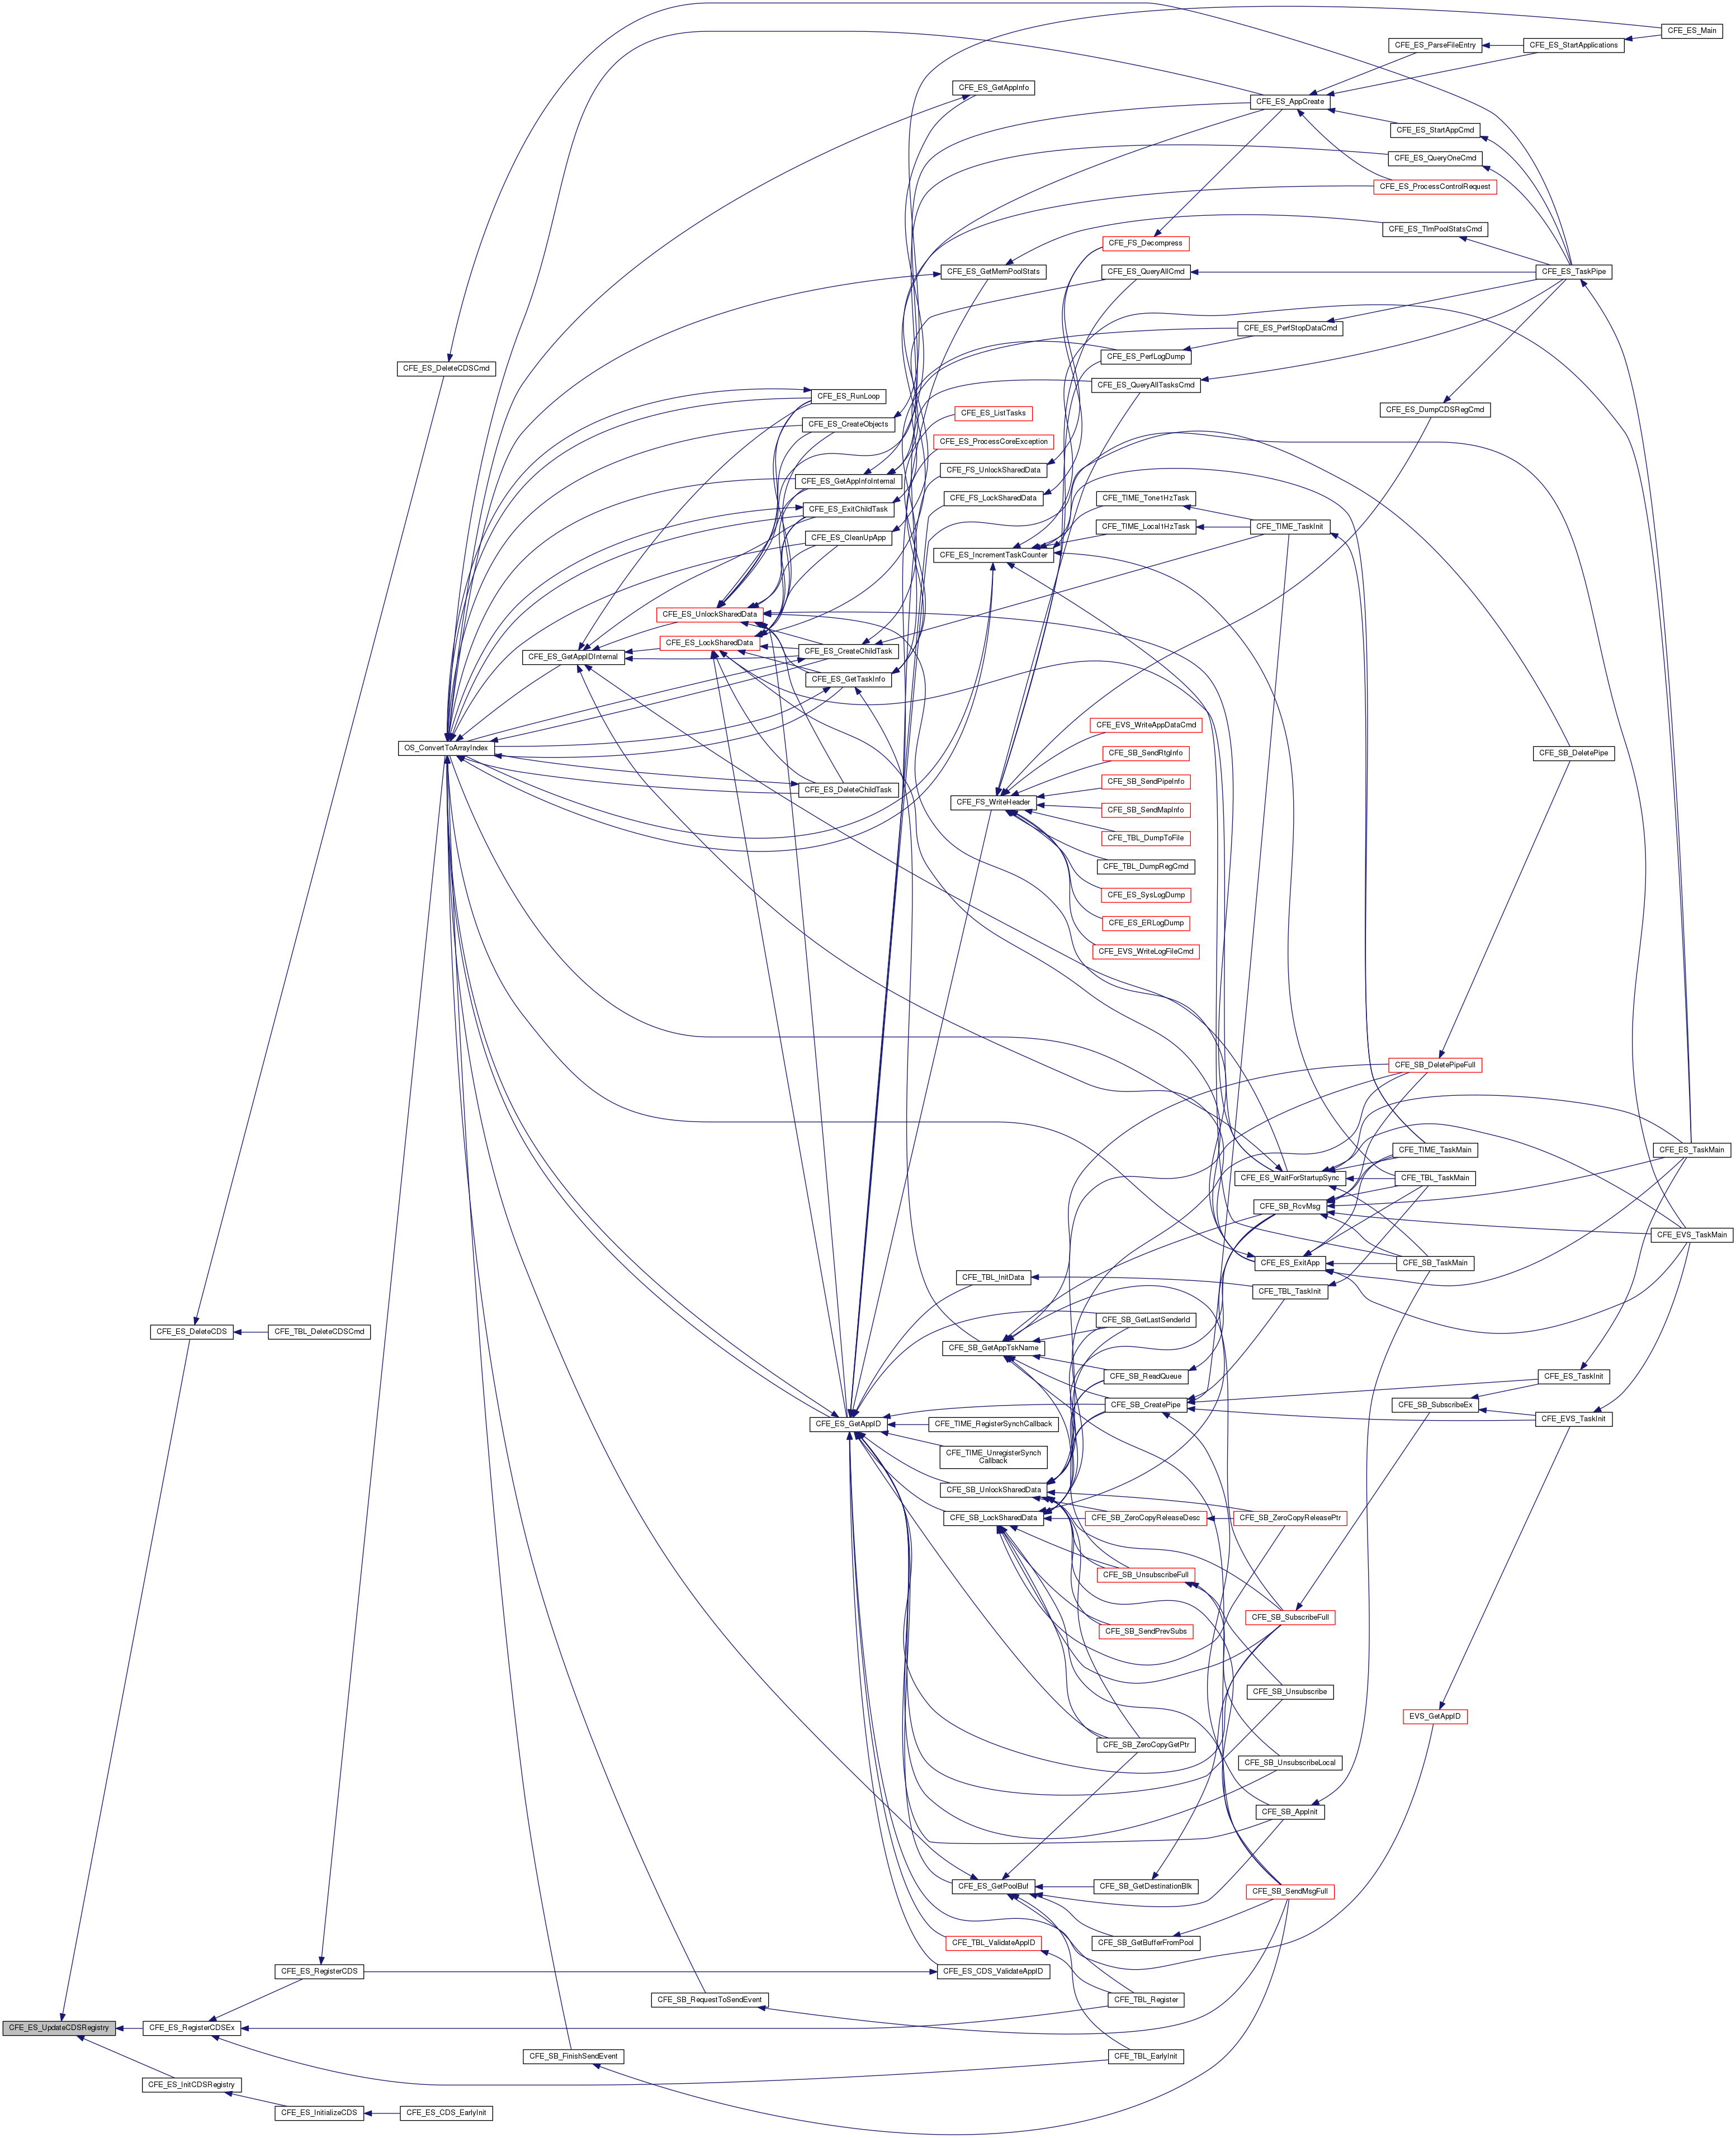 CFE_ES_Main
CFE_ES_ParseFileEntry
CFE_ES_StartApplications
CFE_ES_GetAppInfo
CFE_ES_AppCreate
CFE_ES_StartAppCmd
CFE_ES_QueryOneCmd
CFE_ES_ProcessControlRequest
CFE_ES_TlmPoolStatsCmd
CFE_FS_Decompress
CFE_ES_GetMemPoolStats
CFE_ES_QueryAllCmd
CFE_ES_TaskPipe
CFE_ES_PerfStopDataCmd
CFE_ES_PerfLogDump
CFE_ES_DeleteCDSCmd
CFE_ES_QueryAllTasksCmd
CFE_ES_RunLoop
CFE_ES_ListTasks
CFE_ES_DumpCDSRegCmd
CFE_ES_CreateObjects
CFE_ES_ProcessCoreException
CFE_FS_UnlockSharedData
CFE_ES_GetAppInfoInternal
CFE_FS_LockSharedData
CFE_TIME_Tone1HzTask
CFE_ES_ExitChildTask
CFE_TIME_Local1HzTask
CFE_TIME_TaskInit
CFE_ES_CleanUpApp
CFE_ES_IncrementTaskCounter
CFE_ES_UnlockSharedData
CFE_ES_LockSharedData
CFE_ES_CreateChildTask
CFE_ES_GetAppIDInternal
CFE_ES_GetTaskInfo
CFE_EVS_WriteAppDataCmd
OS_ConvertToArrayIndex
CFE_SB_SendRtgInfo
CFE_SB_DeletePipe
CFE_SB_SendPipeInfo
CFE_ES_DeleteChildTask
CFE_FS_WriteHeader
CFE_SB_SendMapInfo
CFE_TBL_DumpToFile
CFE_TBL_DumpRegCmd
CFE_ES_SysLogDump
CFE_ES_ERLogDump
CFE_EVS_WriteLogFileCmd
CFE_SB_DeletePipeFull
CFE_TIME_TaskMain
CFE_ES_TaskMain
CFE_ES_WaitForStartupSync
CFE_TBL_TaskMain
CFE_SB_RcvMsg
CFE_EVS_TaskMain
CFE_ES_ExitApp
CFE_SB_TaskMain
CFE_TBL_InitData
CFE_TBL_TaskInit
CFE_SB_GetLastSenderId
CFE_ES_DeleteCDS
CFE_TBL_DeleteCDSCmd
CFE_SB_GetAppTskName
CFE_SB_ReadQueue
CFE_ES_TaskInit
CFE_SB_CreatePipe
CFE_SB_SubscribeEx
CFE_ES_GetAppID
CFE_TIME_RegisterSynchCallback
CFE_EVS_TaskInit
CFE_TIME_UnregisterSynch
Callback
CFE_SB_UnlockSharedData
CFE_SB_LockSharedData
CFE_SB_ZeroCopyReleaseDesc
CFE_SB_ZeroCopyReleasePtr
CFE_SB_UnsubscribeFull
CFE_SB_SubscribeFull
CFE_SB_SendPrevSubs
CFE_SB_Unsubscribe
EVS_GetAppID
CFE_SB_ZeroCopyGetPtr
CFE_SB_UnsubscribeLocal
CFE_SB_AppInit
CFE_ES_GetPoolBuf
CFE_SB_GetDestinationBlk
CFE_SB_SendMsgFull
CFE_TBL_ValidateAppID
CFE_SB_GetBufferFromPool
CFE_ES_RegisterCDS
CFE_ES_CDS_ValidateAppID
CFE_SB_RequestToSendEvent
CFE_TBL_Register
CFE_ES_UpdateCDSRegistry
CFE_ES_RegisterCDSEx
CFE_SB_FinishSendEvent
CFE_TBL_EarlyInit
CFE_ES_InitCDSRegistry
CFE_ES_InitializeCDS
CFE_ES_CDS_EarlyInit